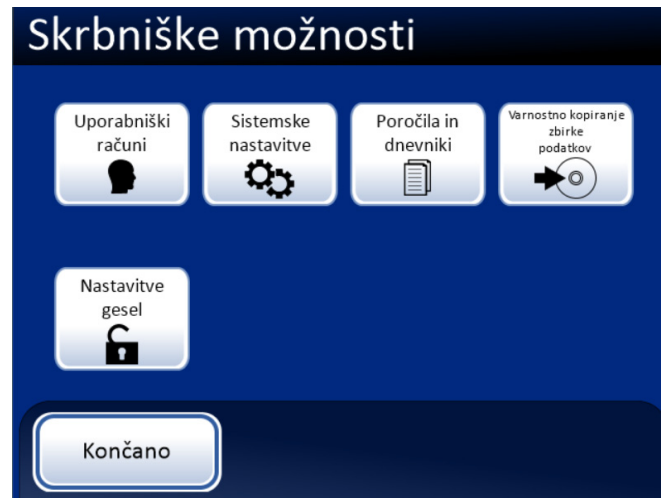 Skrbniške možnosti
Uporabniški
računi
Sistemske
nastavitve
Poročila in
dnevniki
Varnostno kopiranje
zbirke
podatkov
Nastavitve
gesel
Končano